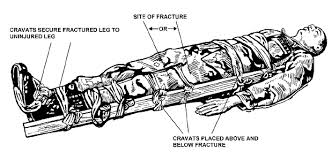 SITE OF FRACTURE
OR
CRAVATS SECURE FRACTURED LEG TO
UNINJURED LEG
CRAVATS PLACED ABOVE AND
BELOW FRACTURE